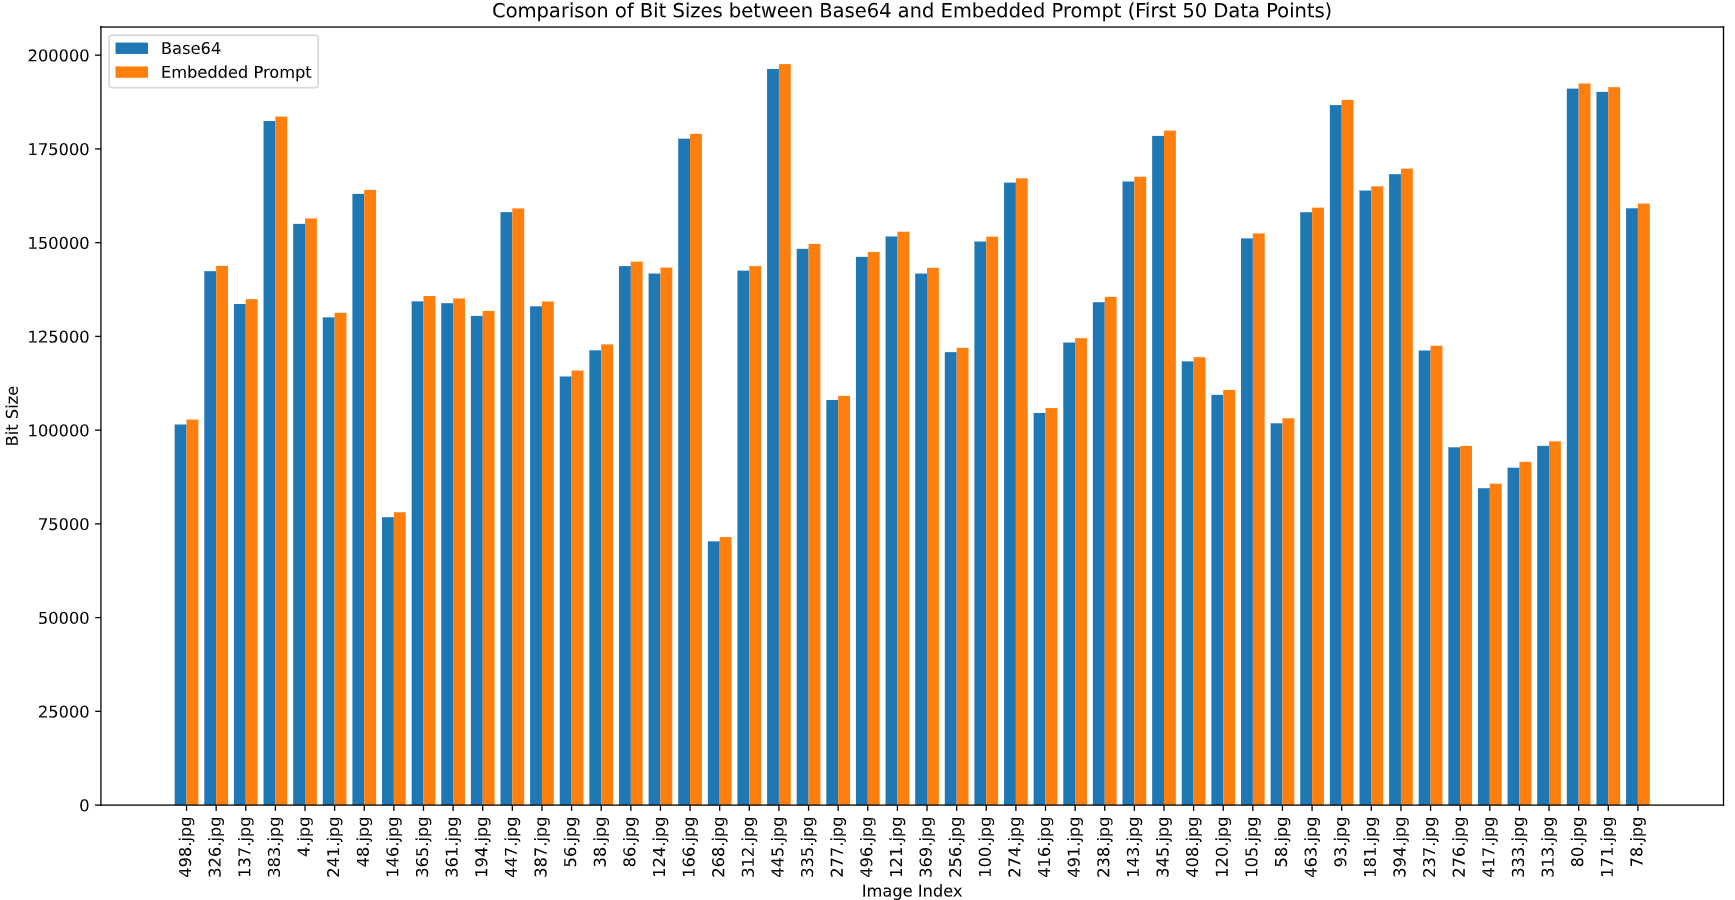 Comparison of Bit Sizes between Base64 and Embedded Prompt (First 50 Data Points)
Base64
Embedded Prompt
200000
175000
150000
125000
100000
75000
50000
25000
0
Bit Size
498.jpg
326.jpg
137.jpg
383.jpg
4.jpg
241.jpg
48.jpg
146.jpg
365.jpg
361.jpg
194.jpg
447.jpg
387.jpg
56.jpg
38.jpg
86.jpg
124.jpg
166.jpg
268.jpg
312.jpg
445.jpg
335.jpg
277.jpg
496.jpg
121.jpg
369.jpg
256.jpg
100.jpg
274.jpg
416.jpg
491.jpg
238.jpg
143.jpg
345.jpg
408.jpg
120.jpg
105.jpg
58.jpg
463.jpg
93.jpg
181.jpg
394.jpg
237.jpg
276.jpg
417.jpg
333.jpg
313.jpg
80.jpg
171.jpg
78.jpg
Image Index